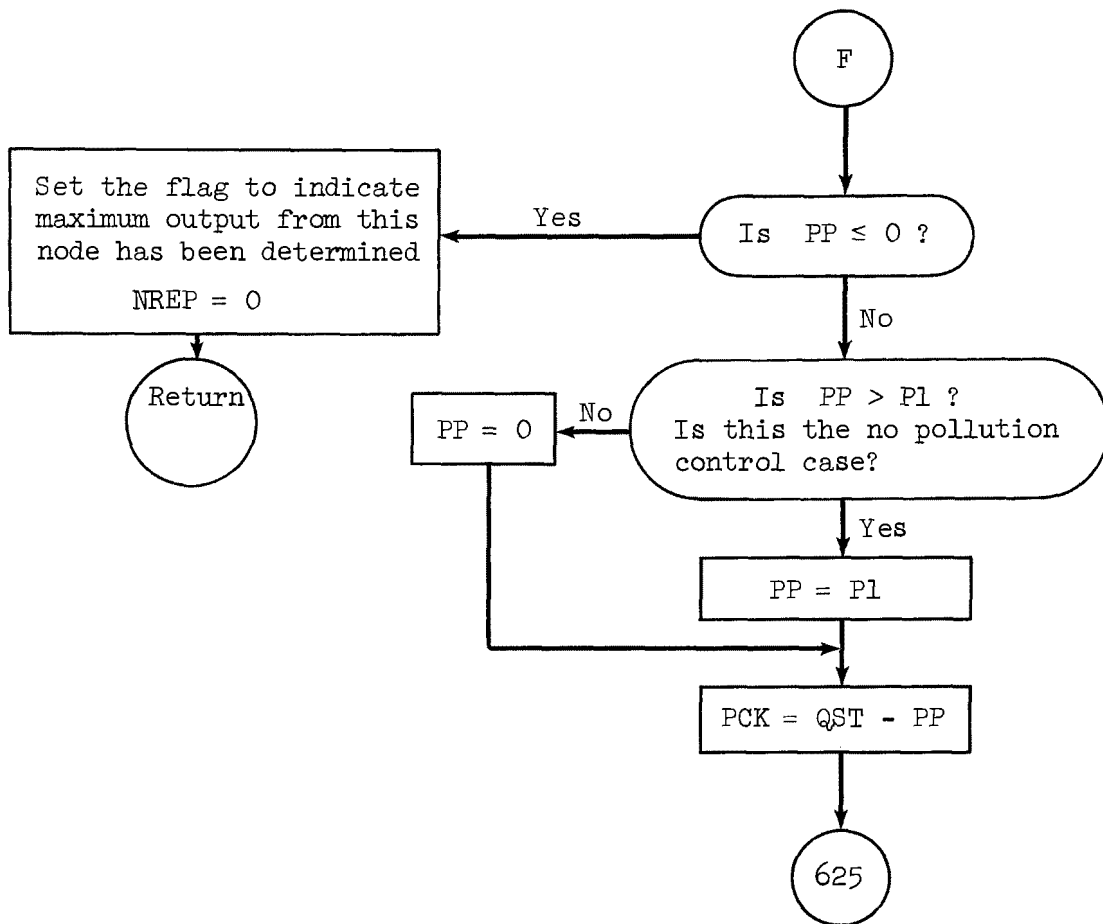 F
Is PP ≤ 0 ?
Yes
Set the flag to indicate
maximum output from this
node has been determined
NREP = 0
Return
No
Is PP > P1 ?
Is this the no pollution
control case?
No
PP = 0
Yes
PP = P1
PCK = QST - PP
625